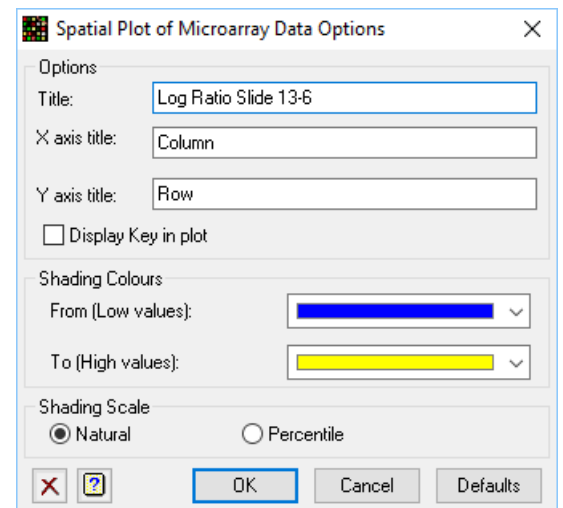 Spatial Plot of Microarray Data Options
Options
Title: Log Ratio Slide 13-6
X axis title: Column
Y axis title: Row
Display Key in plot
Shading Colours
From (Low values):
To (High values):
Shading Scale
Natural Percentile
? OK Cancel Defaults